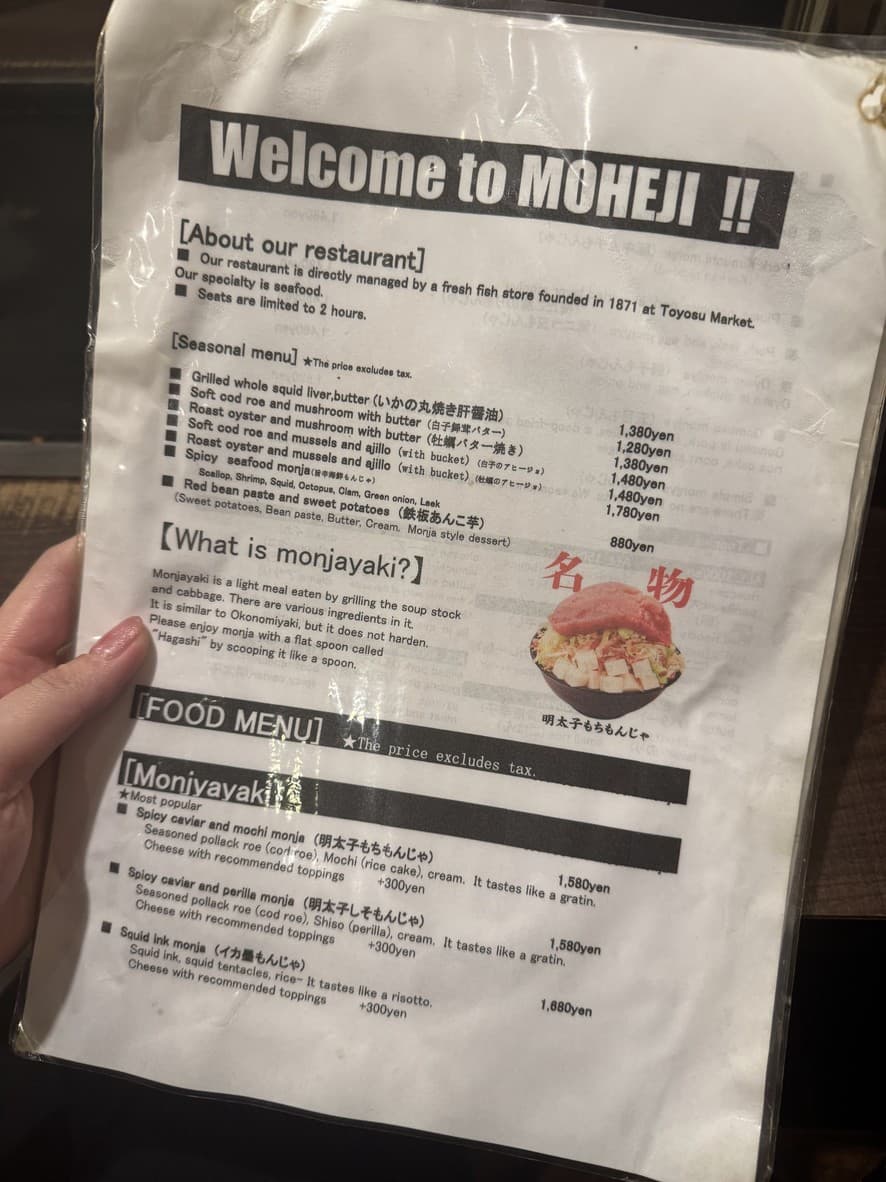 Welcome to MOHEJI !!
[About our restaurant]
■ Our restaurant is directly managed by a fresh fish store founded in 1871 at Toyosu Market.
Our specialty is seafood.
■ Seats are limited to 2 hours.
[Seasonal menu] ★The price excludes tax.
■ Grilled whole squid liver,butter (いかの丸焼き肝醤油) 1,380yen
■ Soft cod roe and mushroom with butter (白子舞茸バター) 1,280yen
■ Roast oyster and mushroom with butter (牡蠣バター焼き) 1,380yen
■ Soft cod roe and mussels and ajillo (with bucket) (白子のアヒージョ) 1,480yen
■ Roast oyster and mussels and ajillo (with bucket) (牡蠣のアヒージョ) 1,480yen
■ Spicy seafood monja(旨辛海鮮もんじゃ) 1,780yen
Scallop, Shrimp, Squid, Octopus, Clam, Green onion, Leek
■ Red bean paste and sweet potatoes (鉄板あんこ芋) 880yen
(Sweet potatoes, Bean paste, Butter, Cream. Monja style dessert)
【What is monjayaki?】
Monjayaki is a light meal eaten by grilling the soup stock
and cabbage. There are various ingredients in it.
It is similar to Okonomiyaki, but it does not harden.
Please enjoy monja with a flat spoon called
"Hagashi" by scooping it like a spoon.
名物
明太子もちもんじゃ
[FOOD MENU] ★The price excludes tax.
[Monjyayaki]
★Most popular
■ Spicy caviar and mochi monja (明太子もちもんじゃ) 1,580yen
Seasoned pollack roe (cod roe), Mochi (rice cake), cream. It tastes like a gratin.
Cheese with recommended toppings +300yen
■ Spicy caviar and perilla monja (明太子しそもんじゃ) 1,580yen
Seasoned pollack roe (cod roe), Shiso (perilla), cream. It tastes like a gratin.
Cheese with recommended toppings +300yen
■ Squid ink monja (イカ墨もんじゃ) 1,680yen
Squid ink, squid tentacles, rice- It tastes like a risotto.
Cheese with recommended toppings +300yen